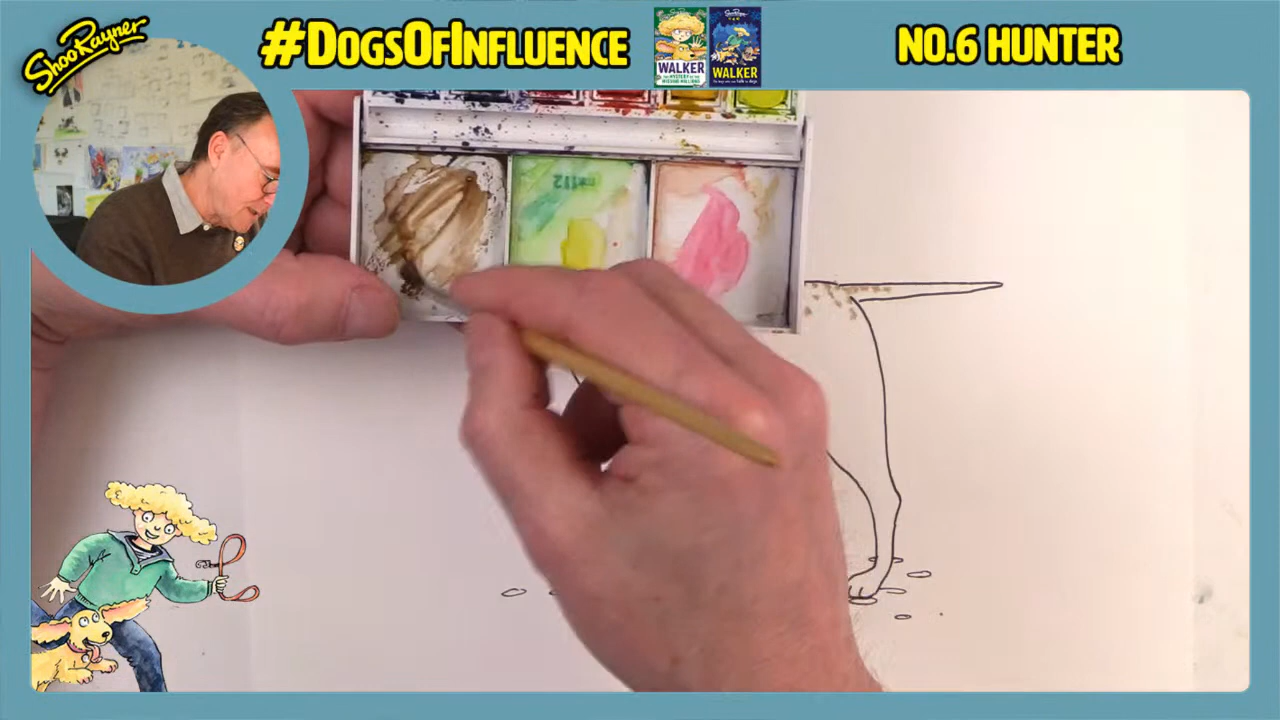 Shoo Rayner
#DogsOfInfluence
WALKER
WALKER
NO.6 HUNTER